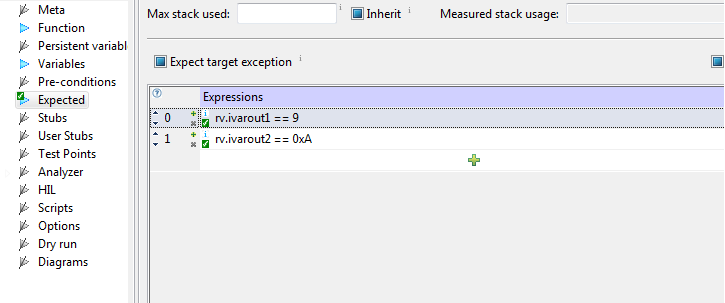 Meta
Function
Persistent variabl
Variables
Pre-conditions
Expected
Stubs
User Stubs
Test Points
Analyzer
HIL
Scripts
Options
Dry run
Diagrams
Max stack used: i Inherit i Measured stack usage:
Expect target exception i
? Expressions
0 i rv.ivarout1 == 9
1 i rv.ivarout2 == 0xA